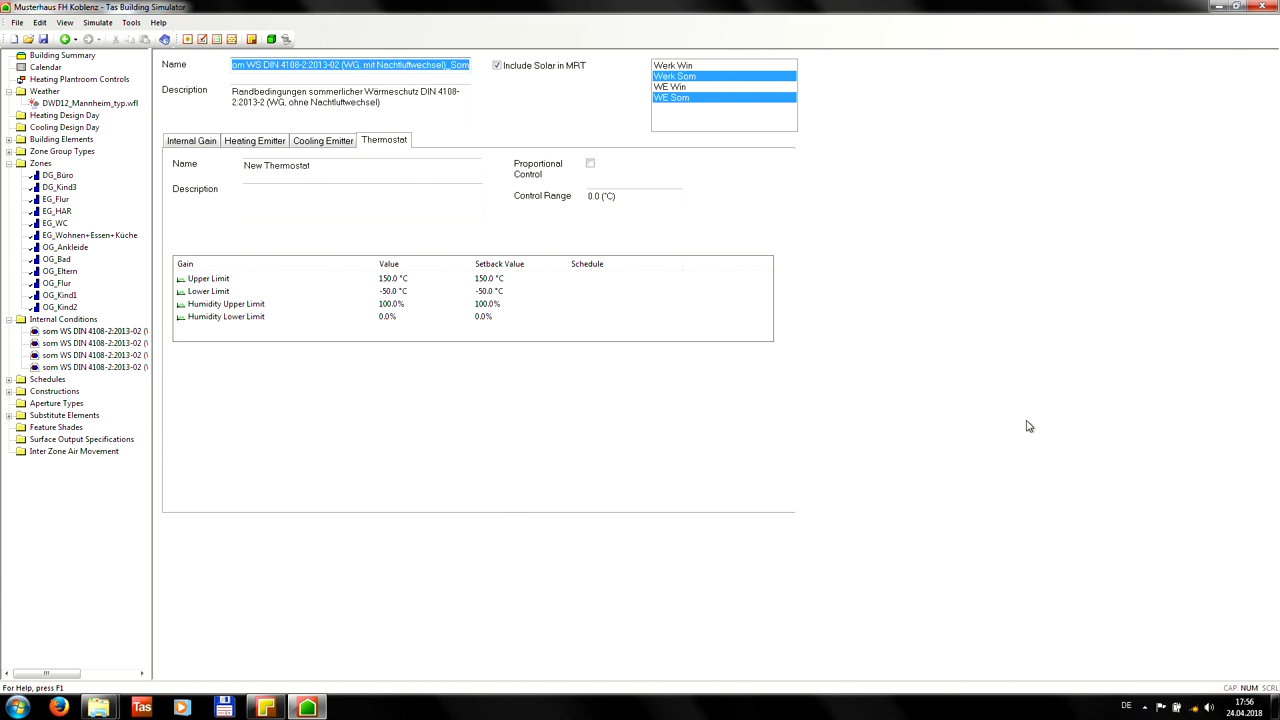 Musterhaus FH Koblenz - Tas Building Simulator
File Edit View Simulate Tools Help
Building Summary
Calendar
Heating Plantroom Controls
Weather
DWD12_Mannheim_typ.wfl
Heating Design Day
Cooling Design Day
Building Elements
Zone Group Types
Zones
DG_Büro
DG_Kind3
EG_Flur
EG_HAR
EG_WC
EG_Wohnen+Essen+Küche
OG_Ankleide
OG_Bad
OG_Eltern
OG_Flur
OG_Kind1
OG_Kind2
Internal Conditions
som WS DIN 4108-2:2013-02 (
som WS DIN 4108-2:2013-02 (
som WS DIN 4108-2:2013-02 (
som WS DIN 4108-2:2013-02 (
Schedules
Constructions
Aperture Types
Substitute Elements
Feature Shades
Surface Output Specifications
Inter Zone Air Movement
Name om WS DIN 4108-2:2013-02 (WG, mit Nachtluftwechsel)_Som
Include Solar in MRT
Description Randbedingungen sommerlicher Wärmeschutz DIN 4108-
2:2013-2 (WG, ohne Nachtluftwechsel)
Werk Win
Werk Som
WE Win
WE Som
Internal Gain Heating Emitter Cooling Emitter Thermostat
Name New Thermostat
Description
Proportional
Control
Control Range 0.0 (°C)
Gain Value Setback Value Schedule
Upper Limit 150.0 °C 150.0 °C
Lower Limit -50.0 °C -50.0 °C
Humidity Upper Limit 100.0% 100.0%
Humidity Lower Limit 0.0% 0.0%
For Help, press F1
CAP NUM SCRL
Tas
DE
17:56
24.04.2018